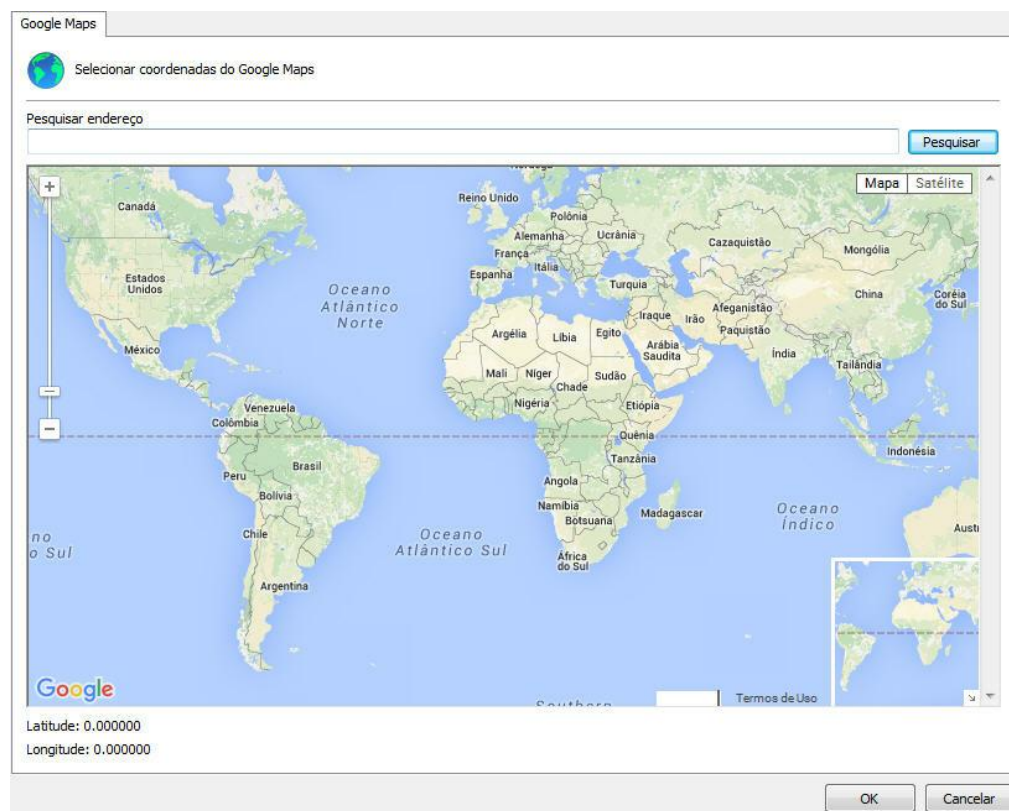 Google Maps
Selecionar coordenadas do Google Maps
Pesquisar endereço
Pesquisar
Mapa Satélite
Reino Unido
Canadá
Polônia
Alemanha
Ucrânia
Cazaquistão
Mongólia
França
Itália
Espanha
Turquia
Estados
Unidos
Oceano
Atlântico
Norte
China
Coréia
do Sul
Afeganistão
Iraque
Irão
Paquistão
Argélia
Líbia
Egito
Arábia
Saudita
Índia
México
Tailândia
Mali
Níger
Sudão
Chade
Nigéria
Etiópia
Venezuela
Colômbia
Quênia
Indonésia
Tanzânia
Brasil
Peru
Angola
Bolívia
Namíbia
Botsuana
Madagascar
Oceano
Índico
Chile
Oceano
Atlântico Sul
no
o Sul
Aust
África
do Sul
Argentina
Google
Termos de Uso
Latitude: 0.000000
Longitude: 0.000000
OK Cancelar